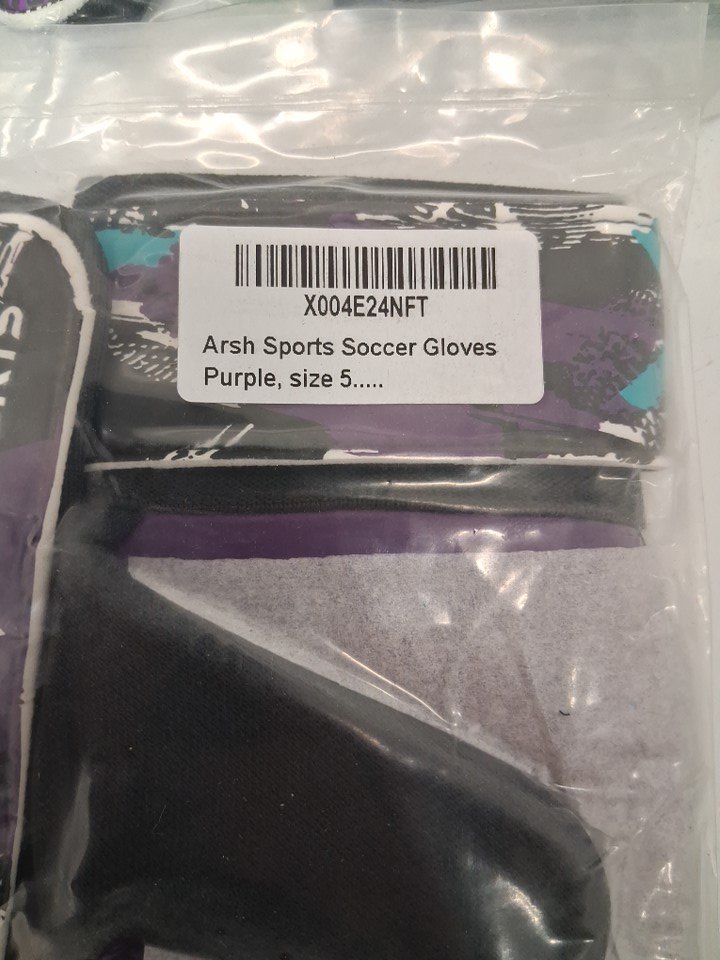 X004E24NFT
Arsh Sports Soccer Gloves
Purple, size 5.....